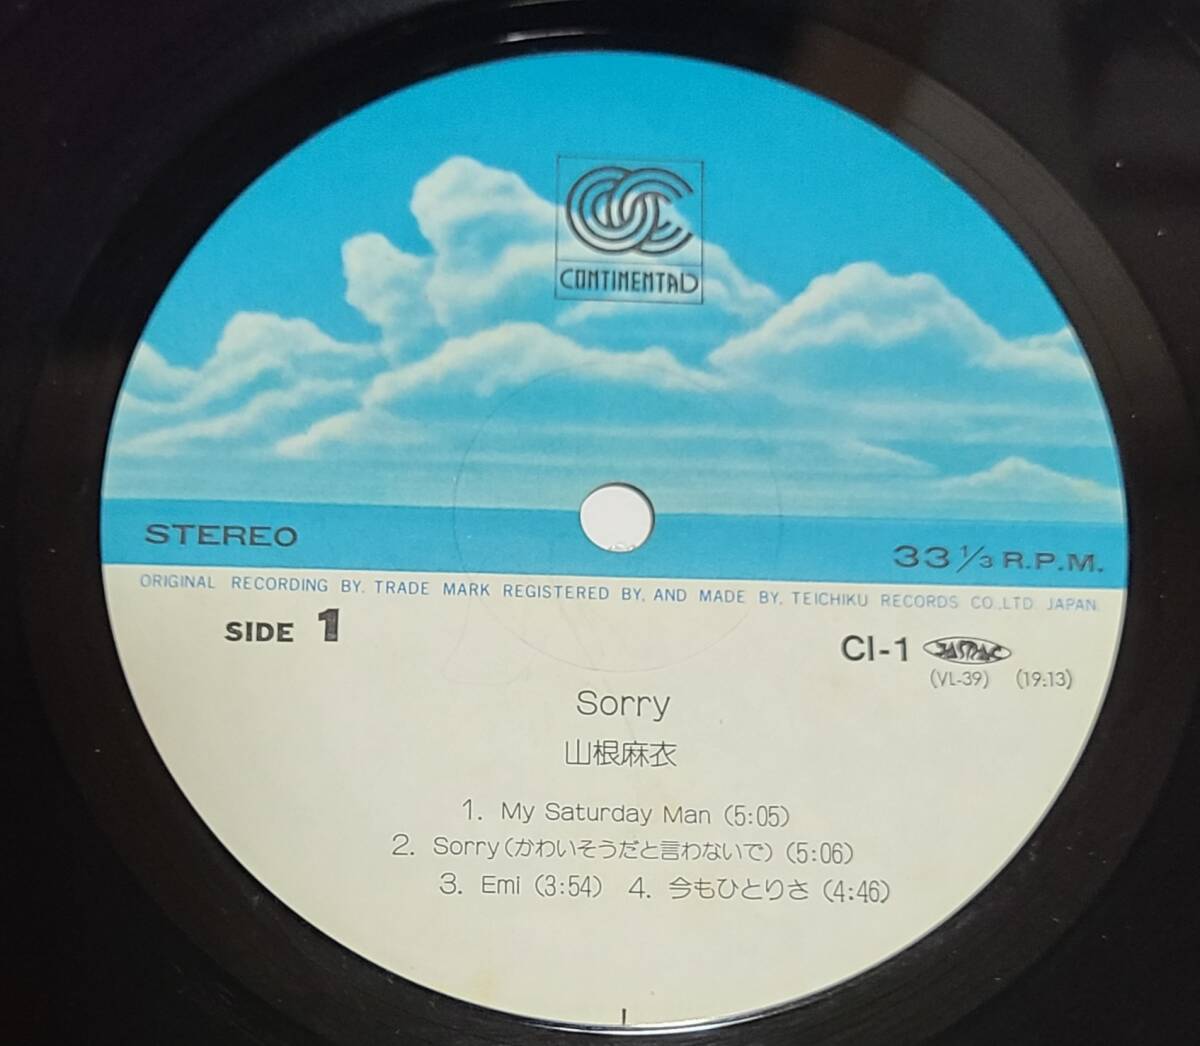 CONTINENTAL
STEREO
33 1/3 R.P.M.
ORIGINAL RECORDING BY. TRADE MARK REGISTERED BY. AND MADE BY. TEICHIKU RECORDS CO.,LTD. JAPAN.
SIDE 1
CI-1 JASRAC
(VL-39) (19:13)
Sorry
山根麻衣
1. My Saturday Man (5:05)
2. Sorry(かわいそうだと言わないで) (5:06)
3. Emi (3:54) 4. 今もひとりさ (4:46)